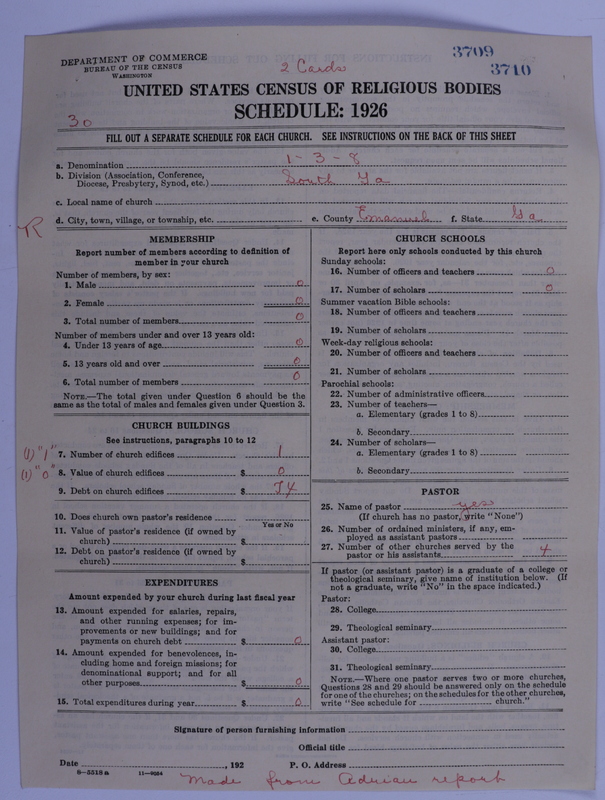 DEPARTMENT OF COMMERCE
BUREAU OF THE CENSUS
WASHINGTON
2 Cards
3709
3710
UNITED STATES CENSUS OF RELIGIOUS BODIES
SCHEDULE: 1926
30
FILL OUT A SEPARATE SCHEDULE FOR EACH CHURCH. SEE INSTRUCTIONS ON THE BACK OF THIS SHEET
a. Denomination 1-3-8
b. Division (Association, Conference,
Diocese, Presbytery, Synod, etc.) South Ga
c. Local name of church
d. City, town, village, or township, etc. e. County Emanuel f. State Ga
R
MEMBERSHIP
Report number of members according to definition of
member in your church
Number of members, by sex:
1. Male 0
2. Female 0
3. Total number of members 0
Number of members under and over 13 years old:
4. Under 13 years of age 0
5. 13 years old and over 0
6. Total number of members 0
NOTE.—The total given under Question 6 should be the
same as the total of males and females given under Question 3.
CHURCH BUILDINGS
See instructions, paragraphs 10 to 12
(1) "1" 7. Number of church edifices 1
(1) "0" 8. Value of church edifices $ 0
9. Debt on church edifices $ 74
10. Does church own pastor's residence
Yes or No
11. Value of pastor's residence (if owned by
church) $
12. Debt on pastor's residence (if owned by
church) $
EXPENDITURES
Amount expended by your church during last fiscal year
13. Amount expended for salaries, repairs,
and other running expenses; for im-
provements or new buildings; and for
payments on church debt $ 0
14. Amount expended for benevolences, in-
cluding home and foreign missions; for
denominational support; and for all
other purposes $ 0
15. Total expenditures during year $ 0
CHURCH SCHOOLS
Report here only schools conducted by this church
Sunday schools:
16. Number of officers and teachers 0
17. Number of scholars 0
Summer vacation Bible schools:
18. Number of officers and teachers
19. Number of scholars
Week-day religious schools:
20. Number of officers and teachers
21. Number of scholars
Parochial schools:
22. Number of administrative officers
23. Number of teachers—
a. Elementary (grades 1 to 8)
b. Secondary
24. Number of scholars—
a. Elementary (grades 1 to 8)
b. Secondary
PASTOR
25. Name of pastor yes
(If church has no pastor, write "None")
26. Number of ordained ministers, if any, em-
ployed as assistant pastors
27. Number of other churches served by the
pastor or his assistants 4
If pastor (or assistant pastor) is a graduate of a college or
theological seminary, give name of institution below. (If
not a graduate, write "No" in the space indicated.)
Pastor:
28. College
29. Theological seminary
Assistant pastor:
30. College
31. Theological seminary
NOTE.—Where one pastor serves two or more churches,
Questions 28 and 29 should be answered only on the schedule
for one of the churches; on the schedules for the other churches,
write "See schedule for church."
Signature of person furnishing information
Official title
Date , 192 P. O. Address
8-5518 a 11-9034
Made from Adrian report